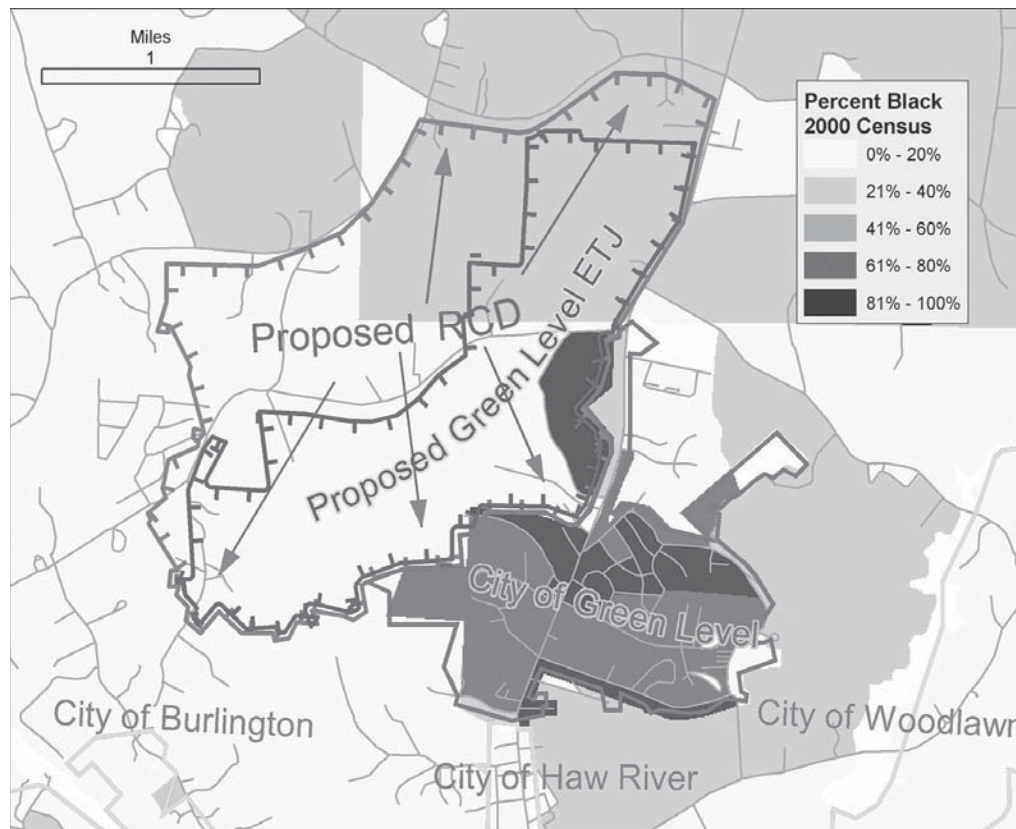 Miles
1
Percent Black
2000 Census
0% - 20%
21% - 40%
41% - 60%
61% - 80%
81% - 100%
Proposed RCD
Proposed Green Level ETJ
City of Green Level
City of Burlington
City of Woodlawn
City of Haw River